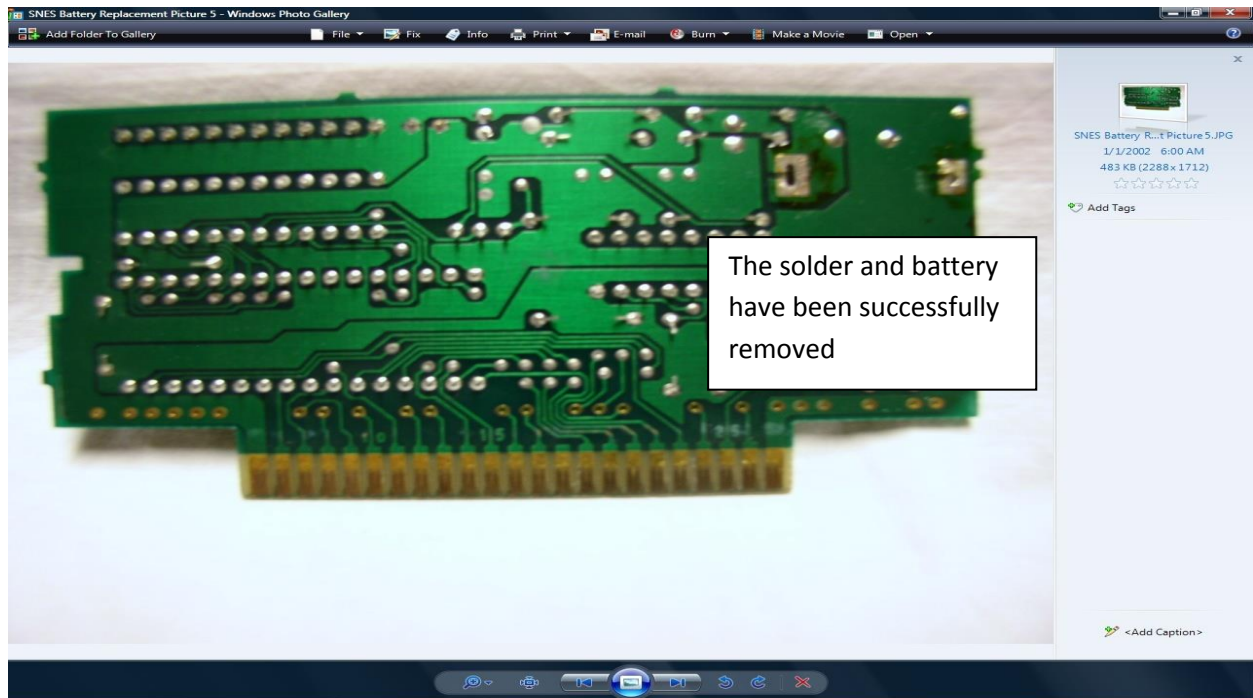 SNES Battery Replacement Picture 5 - Windows Photo Gallery
Add Folder To Gallery File Fix Info Print E-mail Burn Make a Movie Open
SNES Battery R...t Picture 5.JPG
1/1/2002 6:00 AM
483 KB (2288 x 1712)
Add Tags
The solder and battery
have been successfully
removed
<Add Caption>